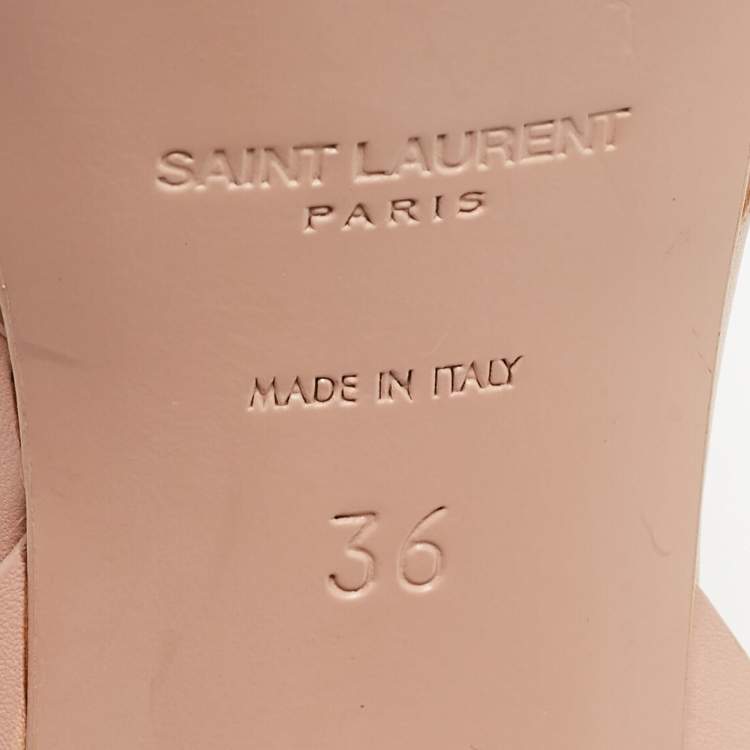 SAINT LAURENT
PARIS
MADE IN ITALY
36